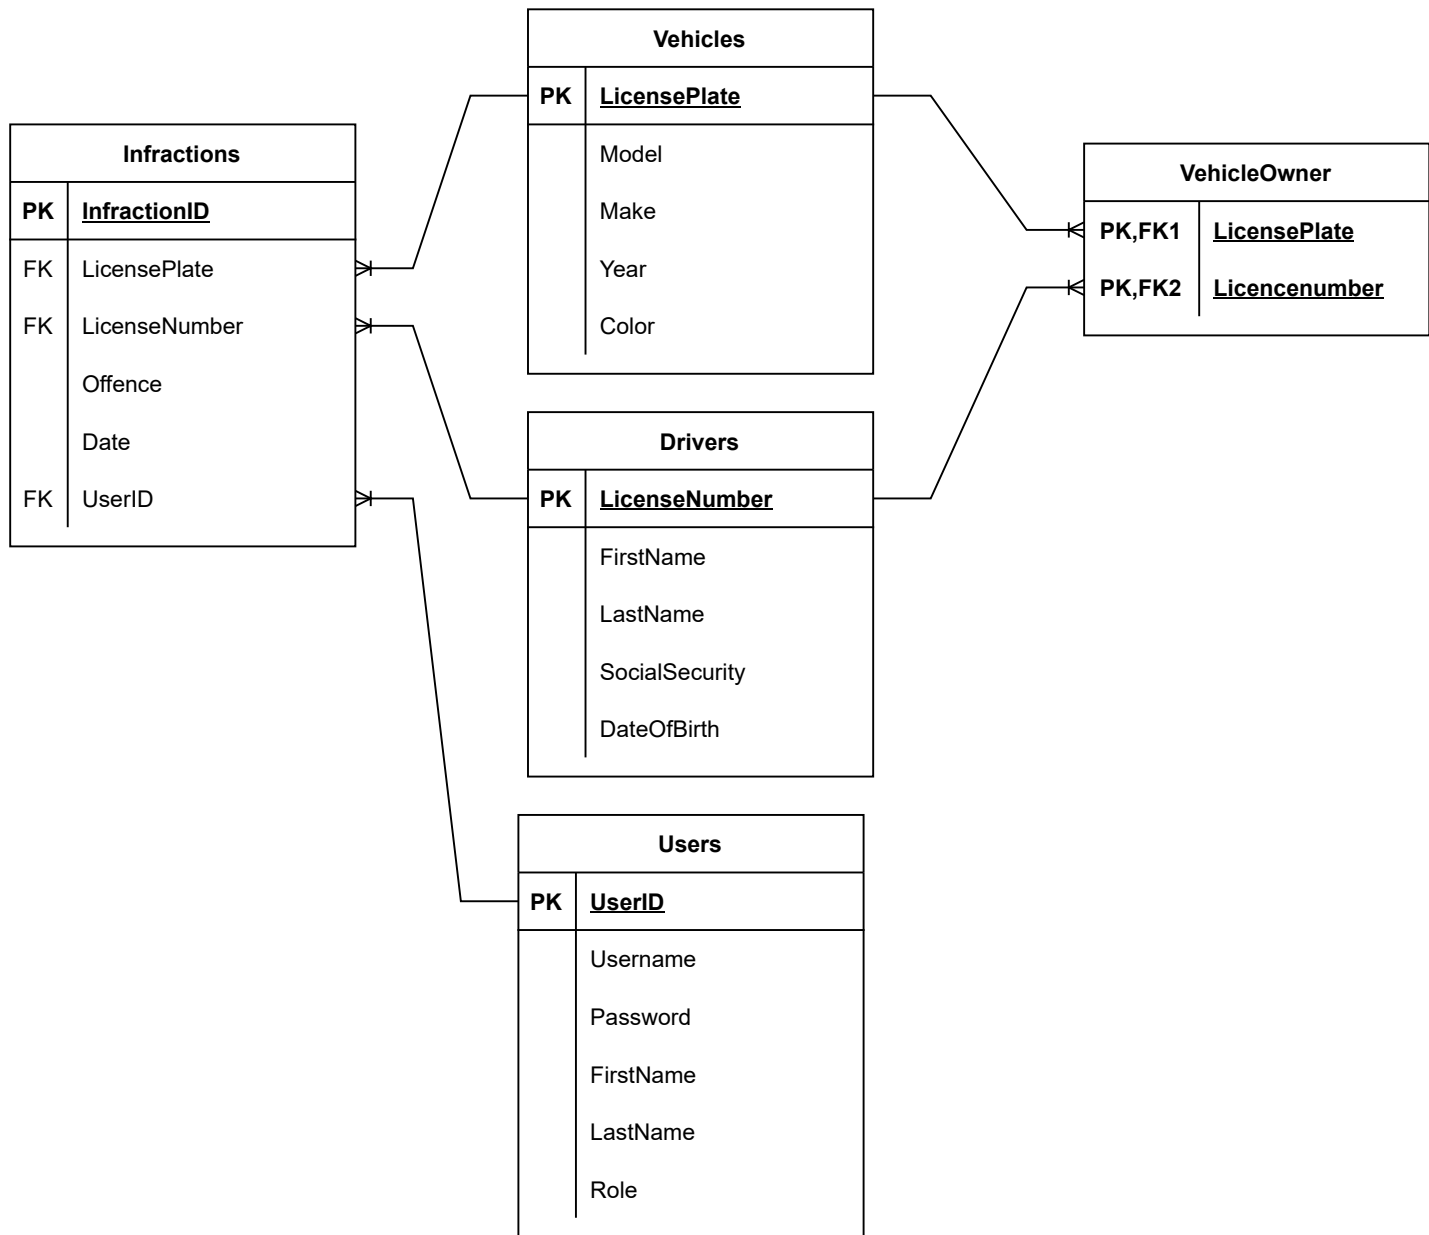 Vehicles
PK LicensePlate
Model
Make
Year
Color
Infractions
PK InfractionID
FK LicensePlate
FK LicenseNumber
Offence
Date
FK UserID
VehicleOwner
PK,FK1 LicensePlate
PK,FK2 Licencenumber
Drivers
PK LicenseNumber
FirstName
LastName
SocialSecurity
DateOfBirth
Users
PK UserID
Username
Password
FirstName
LastName
Role